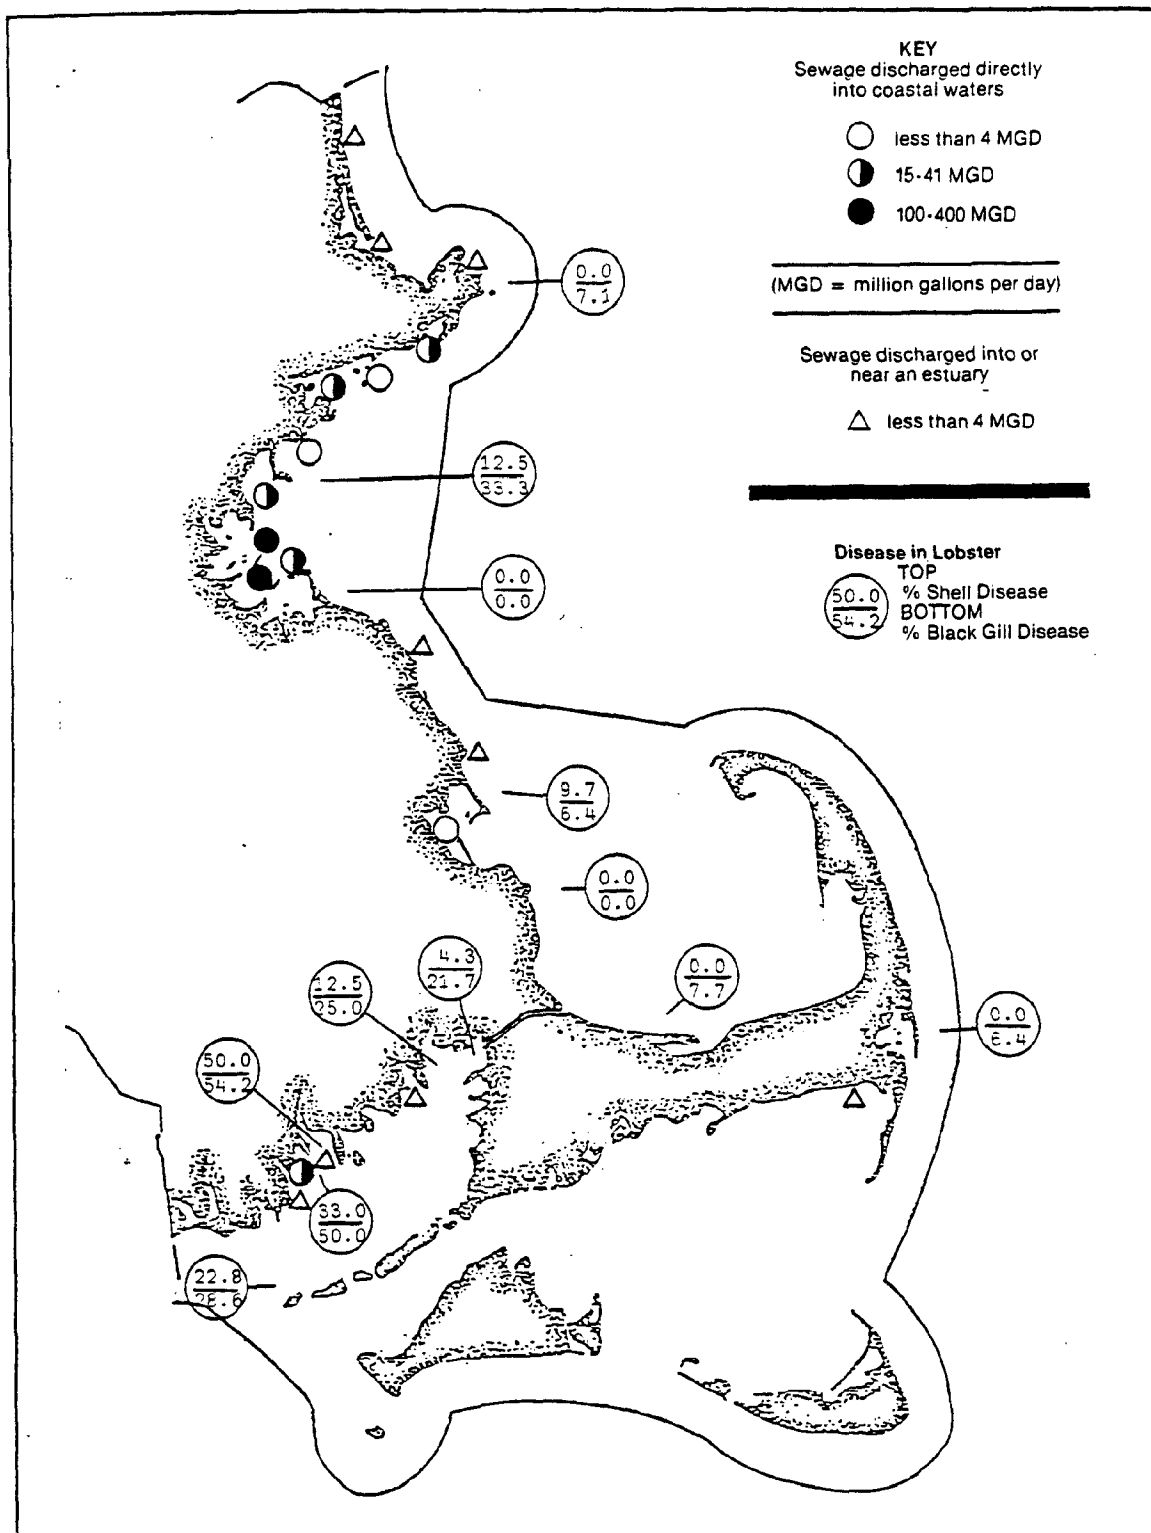 KEY
Sewage discharged directly
into coastal waters
less than 4 MGD
15-41 MGD
100-400 MGD
(MGD = million gallons per day)
Sewage discharged into or
near an estuary
less than 4 MGD
Disease in Lobster
TOP
% Shell Disease
BOTTOM
% Black Gill Disease
50.0
54.2
0.0
7.1
12.5
33.3
0.0
0.0
9.7
6.4
0.0
0.0
4.3
21.7
0.0
7.7
12.5
25.0
0.0
6.4
50.0
54.2
33.0
50.0
22.8
28.6